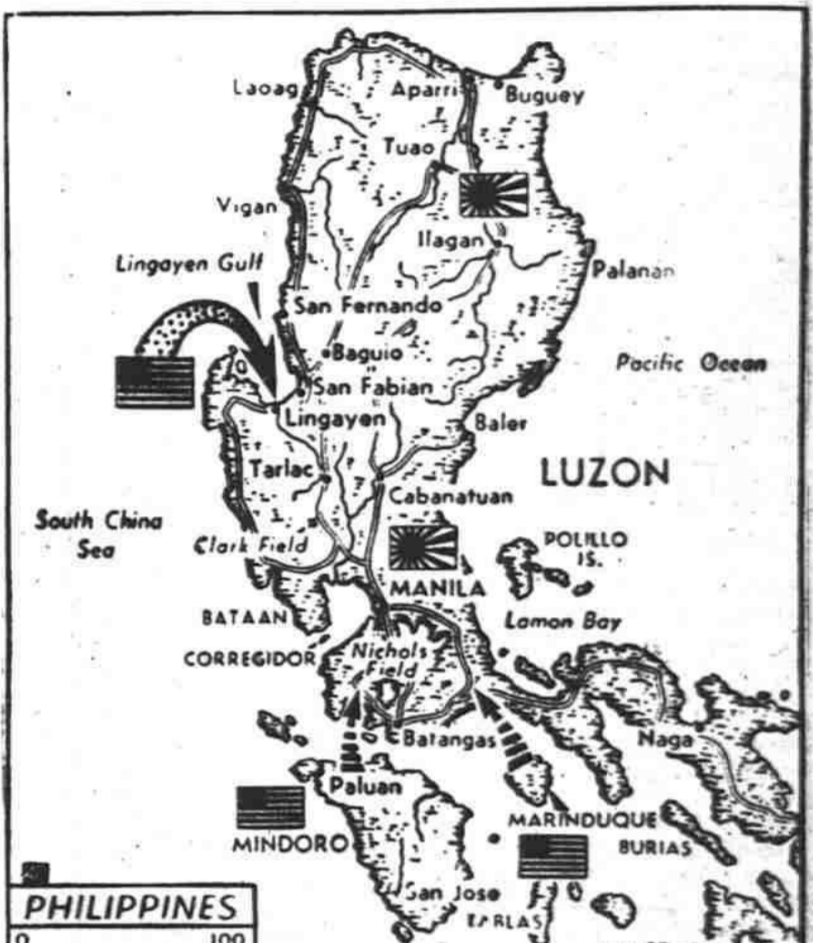 Laoag
Aparri
Buguey
Tuao
Vigan
Ilagan
Lingayen Gulf
Palanan
San Fernando
Baguio
Pacific Ocean
San Fabian
Lingayen
Baler
LUZON
Tarlac
Cabanatuan
South China
Sea
Clark Field
POLILLO
IS.
MANILA
BATAAN
Lamon Bay
CORREGIDOR
Nichols
Field
Batangas
Naga
Paluan
MARINDUQUE
MINDORO
BURIAS
San Jose
PHILIPPINES
0 100